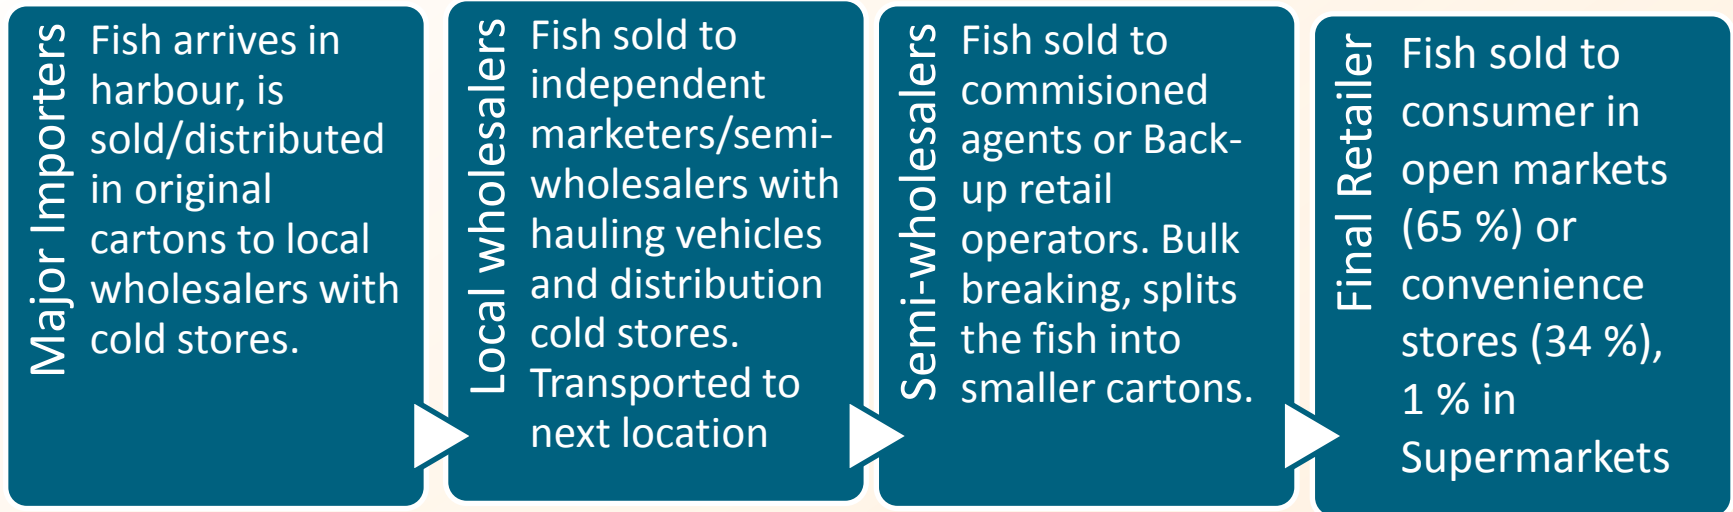 Major Importers
Fish arrives in
harbour, is
sold/distributed
in original
cartons to local
wholesalers with
cold stores.
Local wholesalers
Fish sold to
independent
marketers/semi-
wholesalers with
hauling vehicles
and distribution
cold stores.
Transported to
next location
Semi-wholesalers
Fish sold to
commisioned
agents or Back-
up retail
operators. Bulk
breaking, splits
the fish into
smaller cartons.
Final Retailer
Fish sold to
consumer in
open markets
(65 %) or
convenience
stores (34 %),
1 % in
Supermarkets